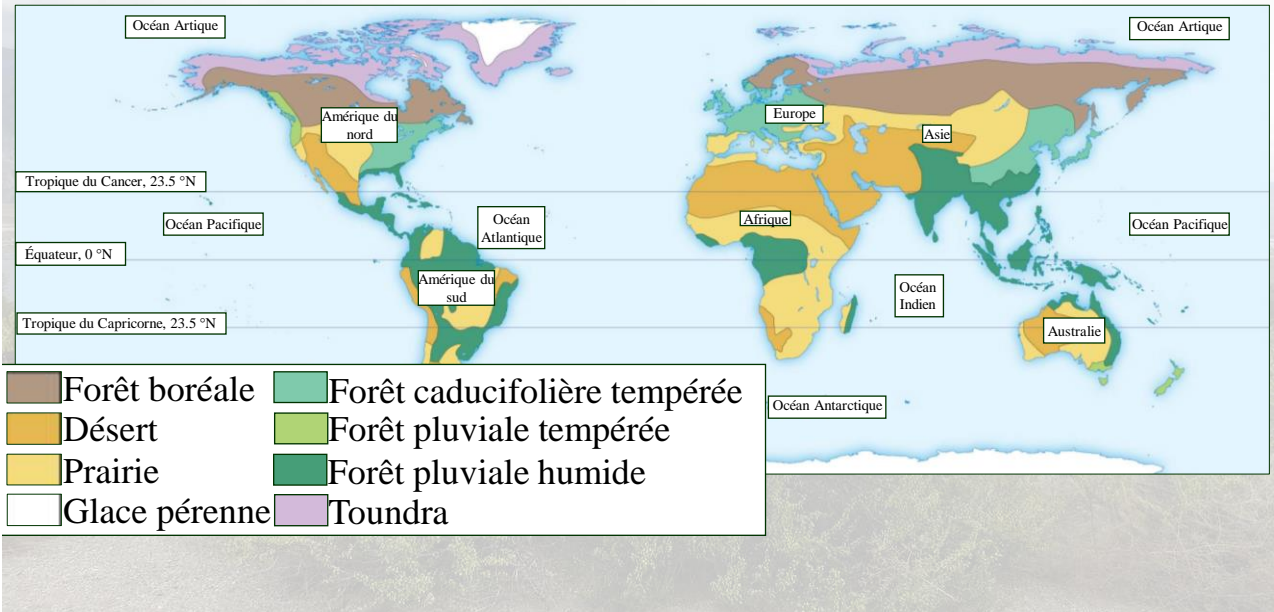 Océan Artique
Océan Artique
Amérique du
nord
Europe
Asie
Tropique du Cancer, 23.5 °N
Océan Pacifique
Océan
Atlantique
Afrique
Océan Pacifique
Équateur, 0 °N
Amérique du
sud
Océan
Indien
Tropique du Capricorne, 23.5 °N
Australie
Océan Antarctique
Forêt boréale
Désert
Prairie
Glace pérenne
Forêt caducifolière tempérée
Forêt pluviale tempérée
Forêt pluviale humide
Toundra